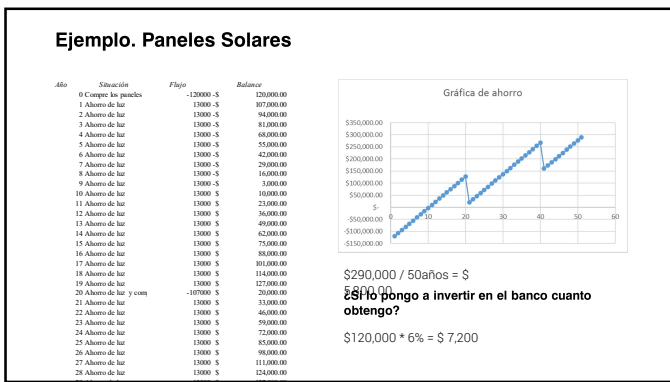 Ejemplo. Paneles Solares
Año Situación Flujo Balance
0 Compre los paneles -120000 -$ 120,000.00
1 Ahorro de luz 13000 -$ 107,000.00
2 Ahorro de luz 13000 -$ 94,000.00
3 Ahorro de luz 13000 -$ 81,000.00
4 Ahorro de luz 13000 -$ 68,000.00
5 Ahorro de luz 13000 -$ 55,000.00
6 Ahorro de luz 13000 -$ 42,000.00
7 Ahorro de luz 13000 -$ 29,000.00
8 Ahorro de luz 13000 -$ 16,000.00
9 Ahorro de luz 13000 -$ 3,000.00
10 Ahorro de luz 13000 $ 10,000.00
11 Ahorro de luz 13000 $ 23,000.00
12 Ahorro de luz 13000 $ 36,000.00
13 Ahorro de luz 13000 $ 49,000.00
14 Ahorro de luz 13000 $ 62,000.00
15 Ahorro de luz 13000 $ 75,000.00
16 Ahorro de luz 13000 $ 88,000.00
17 Ahorro de luz 13000 $ 101,000.00
18 Ahorro de luz 13000 $ 114,000.00
19 Ahorro de luz 13000 $ 127,000.00
20 Ahorro de luz y com -107000 $ 20,000.00
21 Ahorro de luz 13000 $ 33,000.00
22 Ahorro de luz 13000 $ 46,000.00
23 Ahorro de luz 13000 $ 59,000.00
24 Ahorro de luz 13000 $ 72,000.00
25 Ahorro de luz 13000 $ 85,000.00
26 Ahorro de luz 13000 $ 98,000.00
27 Ahorro de luz 13000 $ 111,000.00
28 Ahorro de luz 13000 $ 124,000.00
Gráfica de ahorro
$350,000.00
$300,000.00
$250,000.00
$200,000.00
$150,000.00
$100,000.00
$50,000.00
$-
-$50,000.00
-$100,000.00
-$150,000.00
0 10 20 30 40 50 60
$290,000 / 50años = $
5,800.00
¿Si lo pongo a invertir en el banco cuanto
obtengo?
$120,000 * 6% = $ 7,200